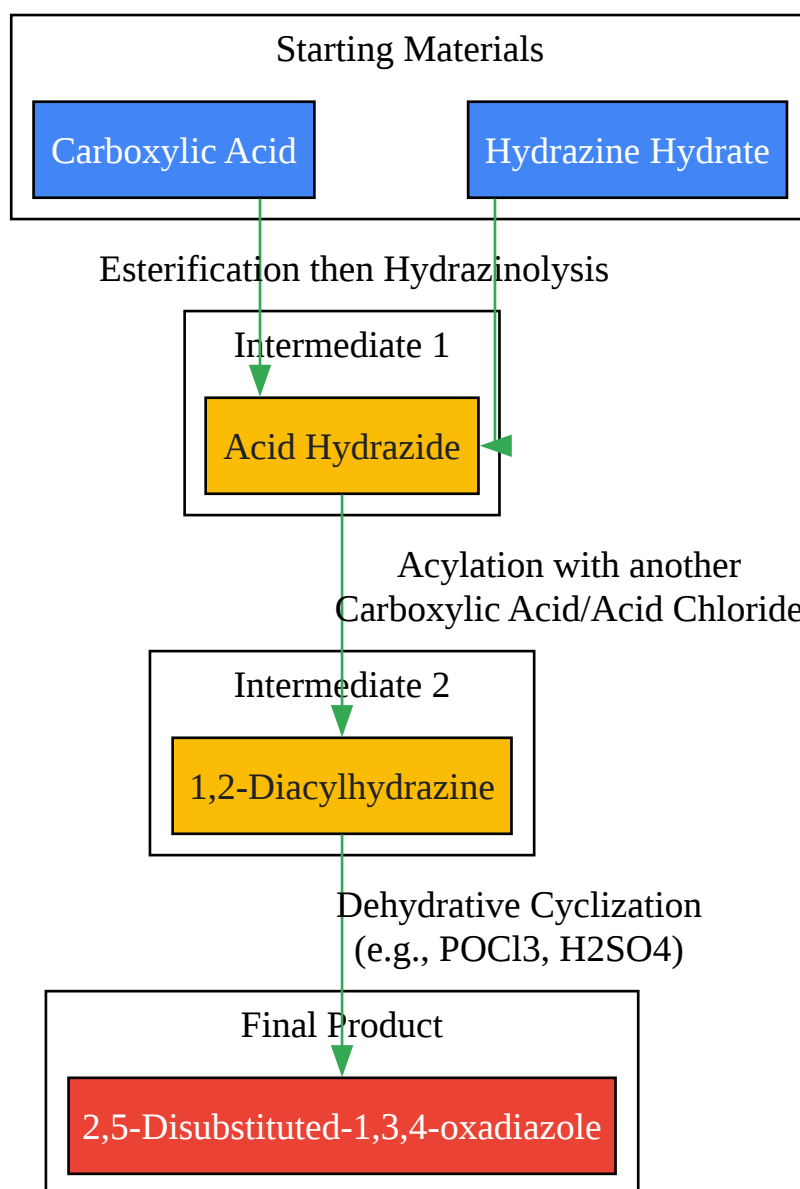 Starting Materials
Carboxylic Acid
Hydrazine Hydrate
Esterification then Hydrazinolysis
Intermediate 1
Acid Hydrazide
Acylation with another
Carboxylic Acid/Acid Chloride
Intermediate 2
1,2-Diacylhydrazine
Dehydrative Cyclization
(e.g., POCl3, H2SO4)
Final Product
2,5-Disubstituted-1,3,4-oxadiazole